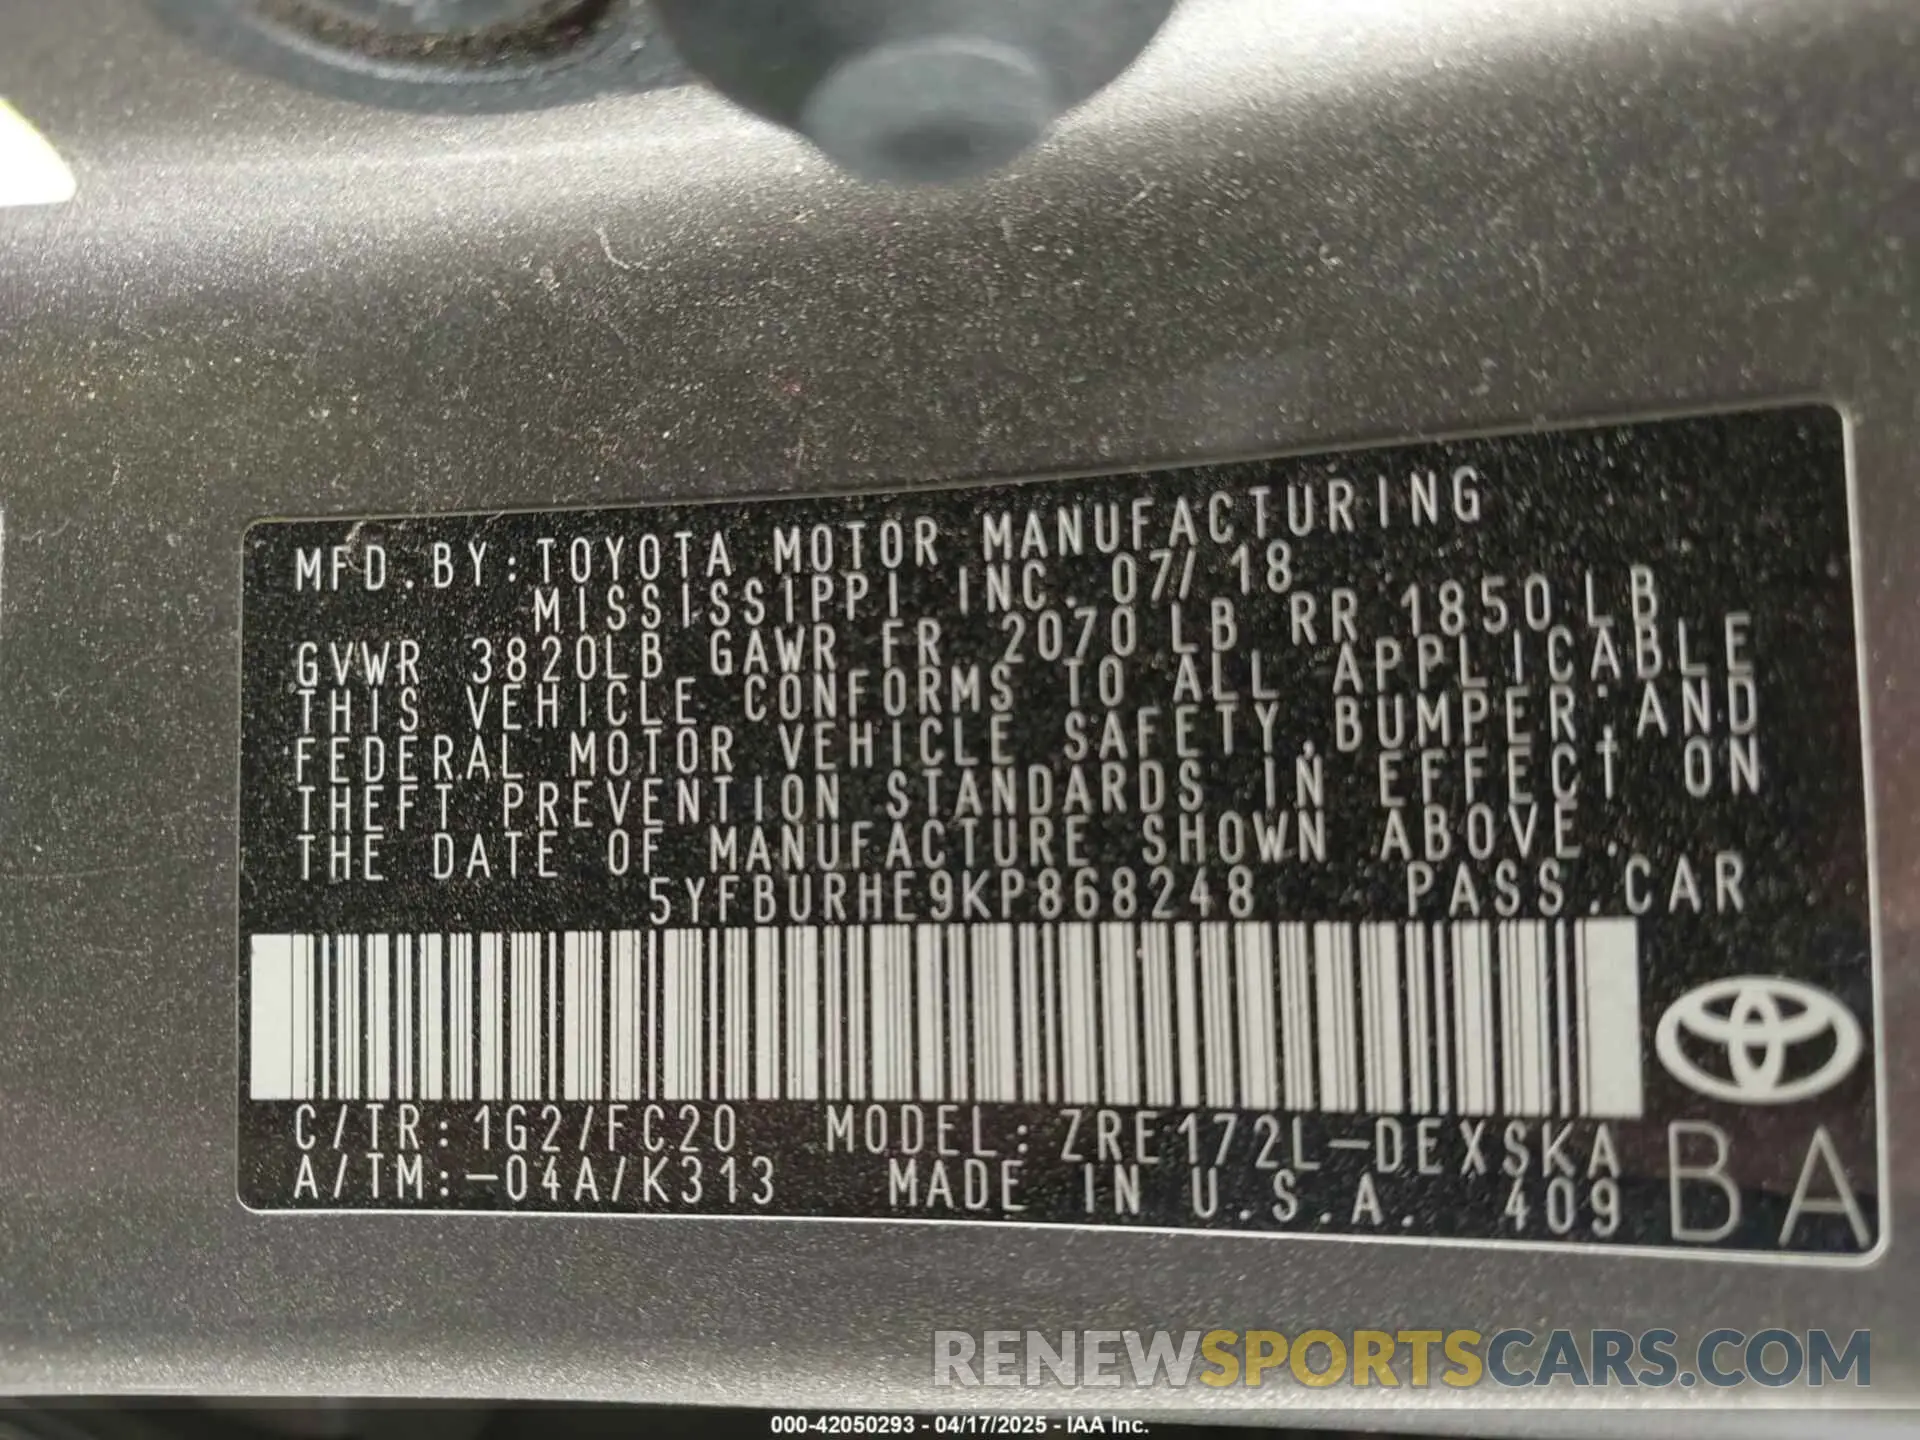 MFD.BY:TOYOTA MOTOR MANUFACTURING
MISSISSIPPI INC. 07/18
GVWR 3820LB GAWR FR 2070LB RR 1850LB
THIS VEHICLE CONFORMS TO ALL APPLICABLE
FEDERAL MOTOR VEHICLE SAFETY,BUMPER,AND
THEFT PREVENTION STANDARDS IN EFFECT ON
THE DATE OF MANUFACTURE SHOWN ABOVE.
5YFBURHE9KP868248 PASS.CAR
C/TR:1G2/FC20 MODEL:ZRE172L-DEXSKA
A/TM:-04A/K313 MADE IN U.S.A. 409
BA
RENEWSPORTSCARS.COM
000-42050293 - 04/17/2025 - IAA Inc.